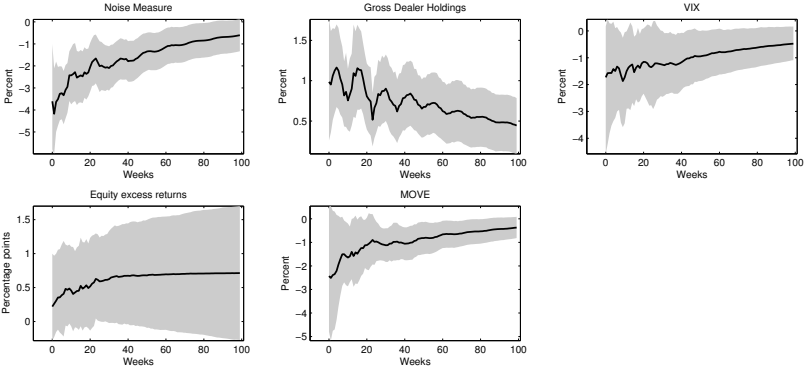 Noise Measure
Gross Dealer Holdings
VIX
Percent
0
−1
−2
−3
−4
−5
0 20 40 60 80 100
Weeks
Percent
1.5
1
0.5
0 20 40 60 80 100
Weeks
Percent
0
−1
−2
−3
−4
0 20 40 60 80 100
Weeks
Equity excess returns
MOVE
Percentage points
1.5
1
0.5
0
0 20 40 60 80 100
Weeks
Percent
0
−1
−2
−3
−4
−5
0 20 40 60 80 100
Weeks